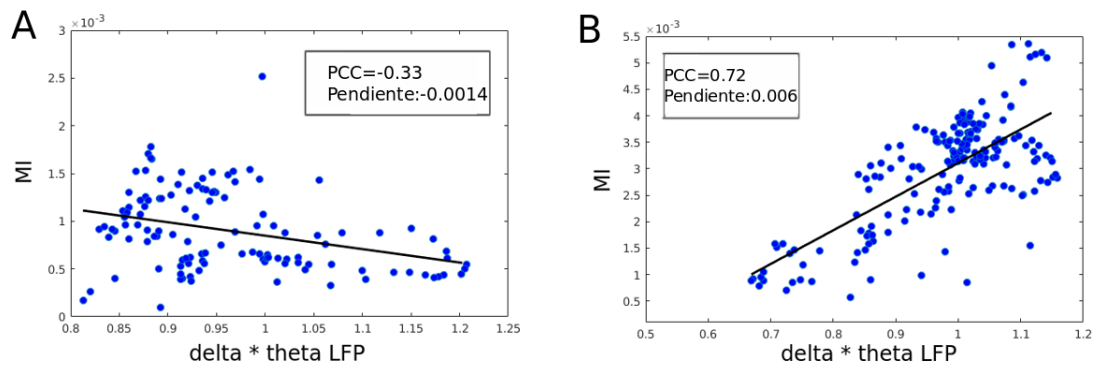 A
×10⁻³
3
2.5
2
1.5
1
0.5
0
MI
PCC=-0.33
Pendiente:-0.0014
0.8 0.85 0.9 0.95 1 1.05 1.1 1.15 1.2 1.25
delta * theta LFP
B
×10⁻³
5.5
5
4.5
4
3.5
3
2.5
2
1.5
1
0.5
MI
PCC=0.72
Pendiente:0.006
0.5 0.6 0.7 0.8 0.9 1 1.1 1.2
delta * theta LFP